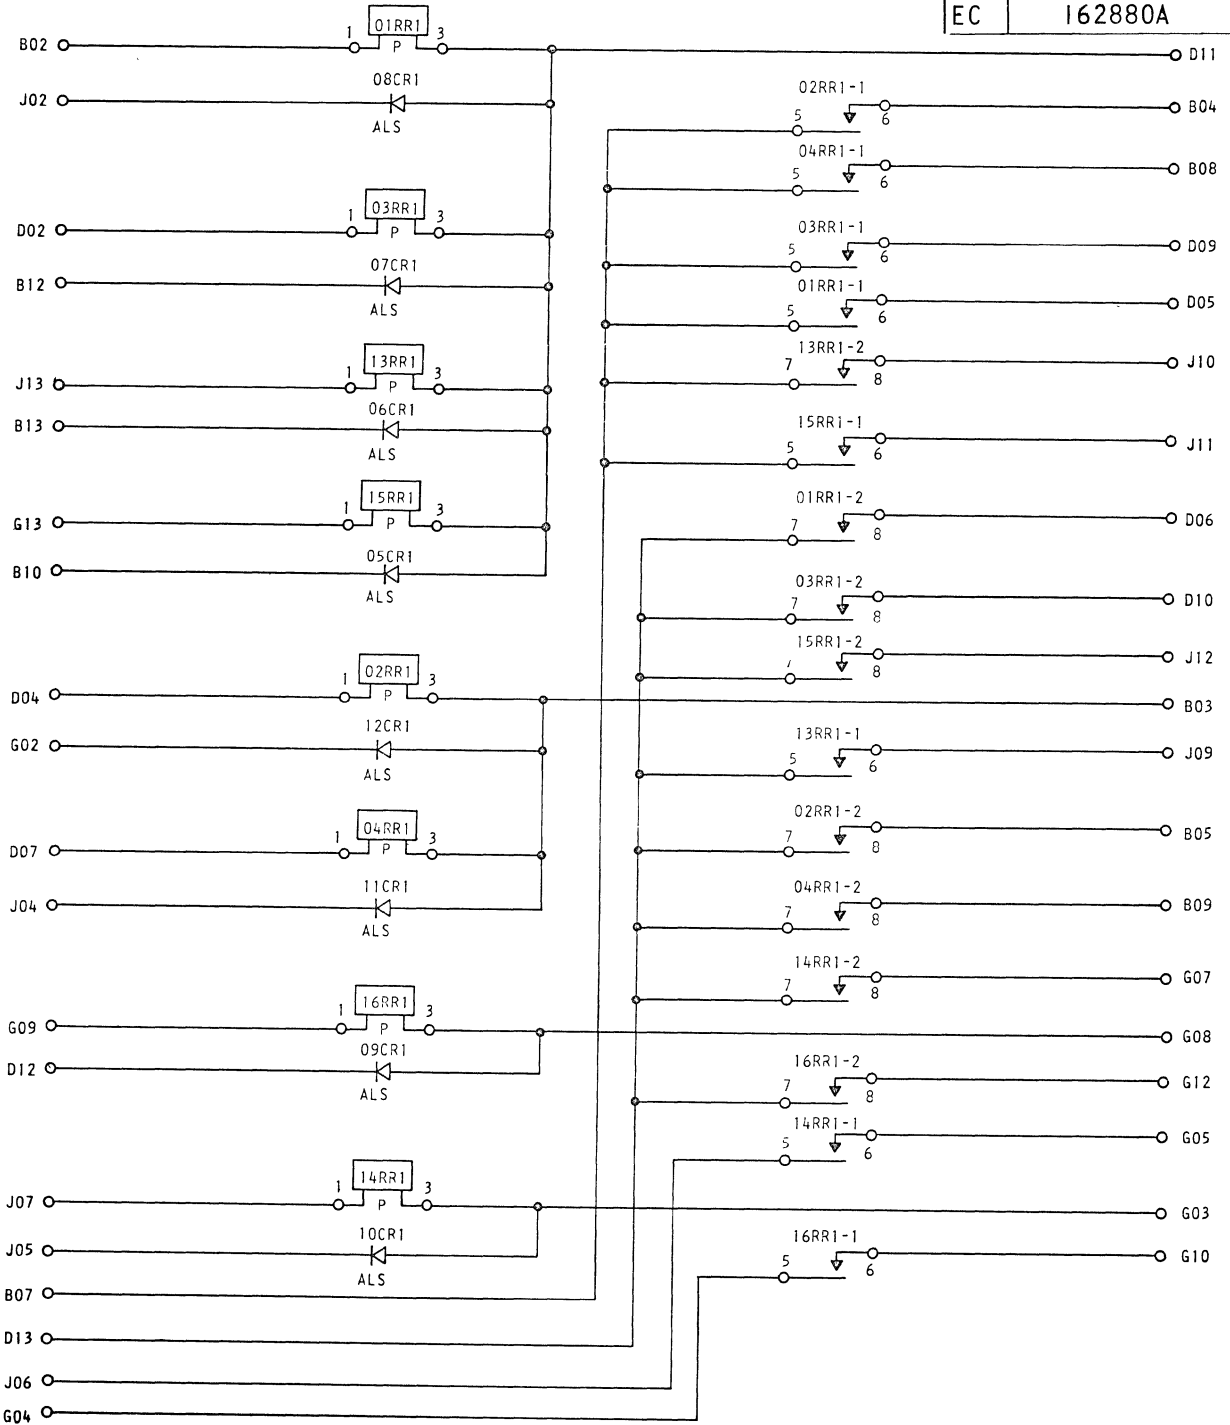 EC 162880A
B02 1 01RR1 3 P D11
J02 08CR1 ALS
02RR1-1 5 6 B04
04RR1-1 5 6 B08
D02 1 03RR1 3 P
03RR1-1 5 6 D09
B12 07CR1 ALS
01RR1-1 5 6 D05
J13 1 13RR1 3 P
13RR1-2 7 8 J10
B13 06CR1 ALS
15RR1-1 5 6 J11
G13 1 15RR1 3 P
01RR1-2 7 8 D06
B10 05CR1 ALS
03RR1-2 7 8 D10
15RR1-2 8 J12
D04 1 02RR1 3 P B03
G02 12CR1 ALS
13RR1-1 5 6 J09
D07 1 04RR1 3 P
02RR1-2 7 8 B05
J04 11CR1 ALS
04RR1-2 7 8 B09
14RR1-2 7 8 G07
G09 1 16RR1 3 P G08
D12 09CR1 ALS
16RR1-2 7 8 G12
14RR1-1 5 6 G05
J07 1 14RR1 3 P G03
J05 10CR1 ALS
16RR1-1 5 6 G10
B07
D13
J06
G04